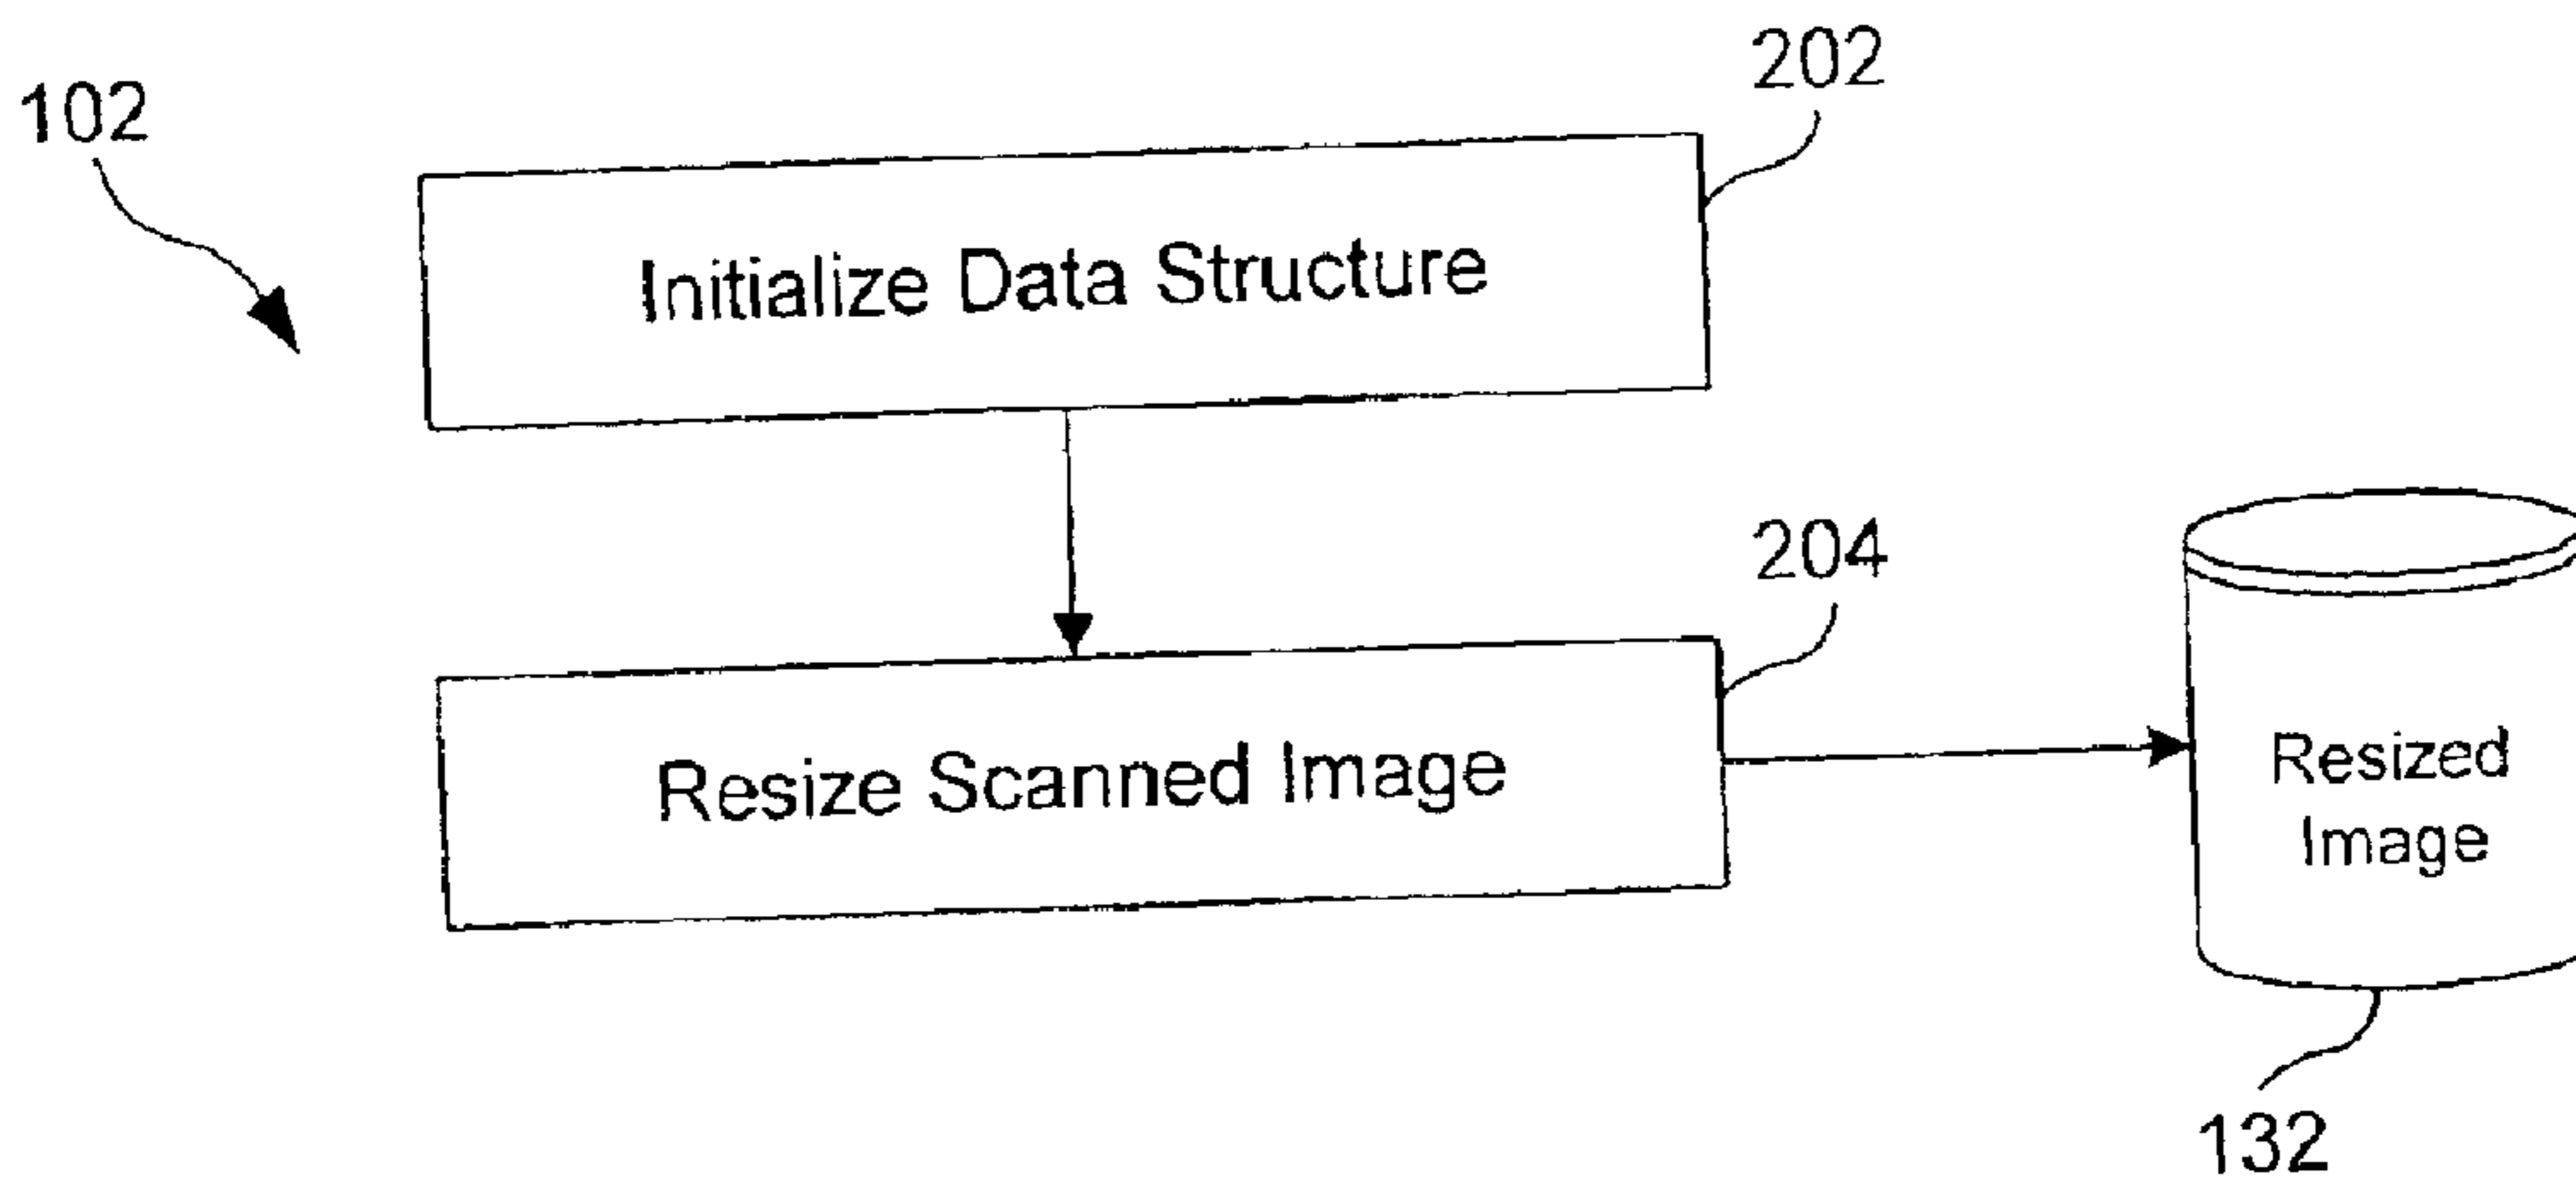 202
102
Initialize Data Structure
204
Resize Scanned Image
Resized
Image
132